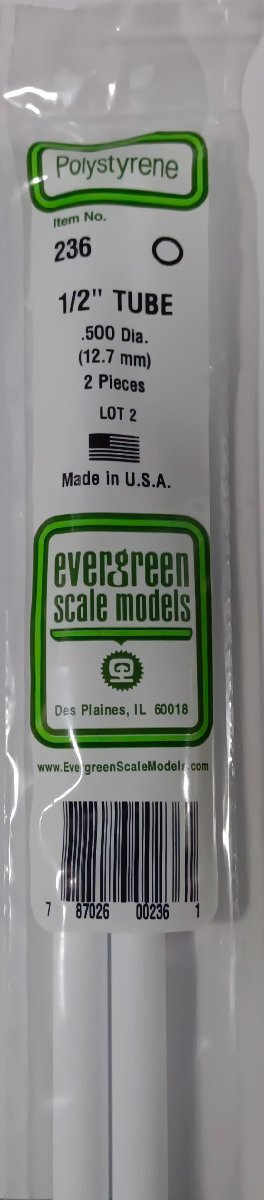 Polystyrene
Item No.
236
1/2" TUBE
.500 Dia.
(12.7 mm)
2 Pieces
LOT 2
Made in U.S.A.
evergreen
scale models
Des Plaines, IL 60018
www.EvergreenScaleModels.com
7 87026 00236 1